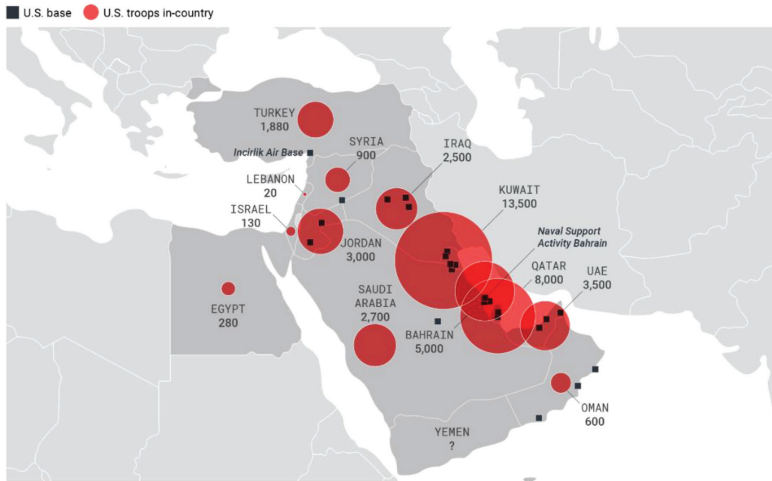 U.S. base
U.S. troops in-country
TURKEY
1,880
Incirlik Air Base
SYRIA
900
IRAQ
2,500
LEBANON
20
KUWAIT
13,500
ISRAEL
130
JORDAN
3,000
Naval Support
Activity Bahrain
QATAR
8,000
UAE
3,500
EGYPT
280
SAUDI
ARABIA
2,700
BAHRAIN
5,000
OMAN
600
YEMEN
?